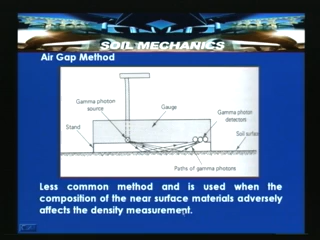 SOIL MECHANICS
Air Gap Method
Gamma photon
source
Gauge
Gamma photon
detectors
Stand
Soil surface
Paths of gamma photons
Less common method and is used when the
composition of the near surface materials adversely
affects the density measurement.